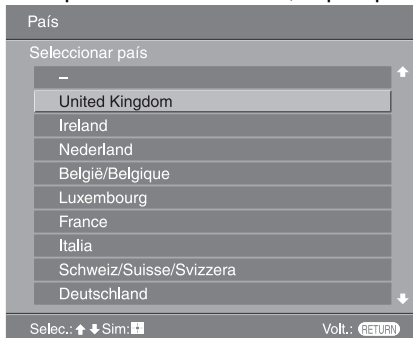 País
Seleccionar país
–
United Kingdom
Ireland
Nederland
België/Belgique
Luxembourg
France
Italia
Schweiz/Suisse/Svizzera
Deutschland
Selec.: Sim: Volt.: RETURN